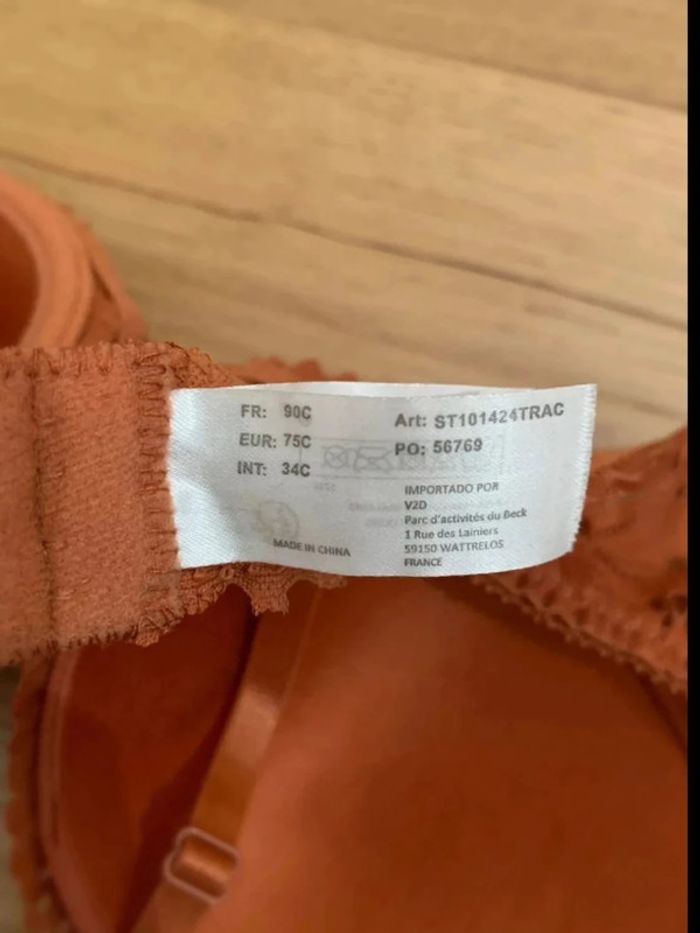 FR: 90C
EUR: 75C
INT: 34C
MADE IN CHINA
Art: ST101424TRAC
PO: 56769
IMPORTADO POR
V2D
Parc d'activités du Beck
1 Rue des Lainiers
59150 WATTRELOS
FRANCE